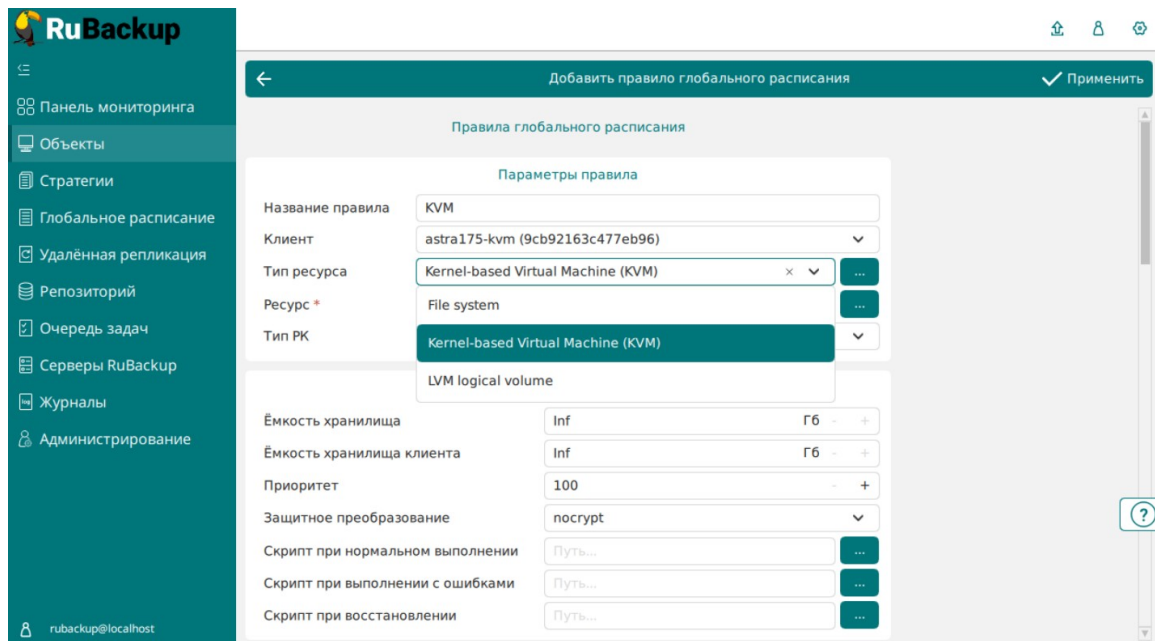 RuBackup
Панель мониторинга
Объекты
Стратегии
Глобальное расписание
Удалённая репликация
Репозиторий
Очередь задач
Серверы RuBackup
Журналы
Администрирование
rubackup@localhost
Добавить правило глобального расписания
Применить
Правила глобального расписания
Параметры правила
Название правила KVM
Клиент astra175-kvm (9cb92163c477eb96)
Тип ресурса Kernel-based Virtual Machine (KVM) × ...
Ресурс * ...
Тип РК
File system
Kernel-based Virtual Machine (KVM)
LVM logical volume
Ёмкость хранилища Inf Гб - +
Ёмкость хранилища клиента Inf Гб - +
Приоритет 100 - +
Защитное преобразование nocrypt
Скрипт при нормальном выполнении Путь... ...
Скрипт при выполнении с ошибками Путь... ...
Скрипт при восстановлении Путь... ...
?